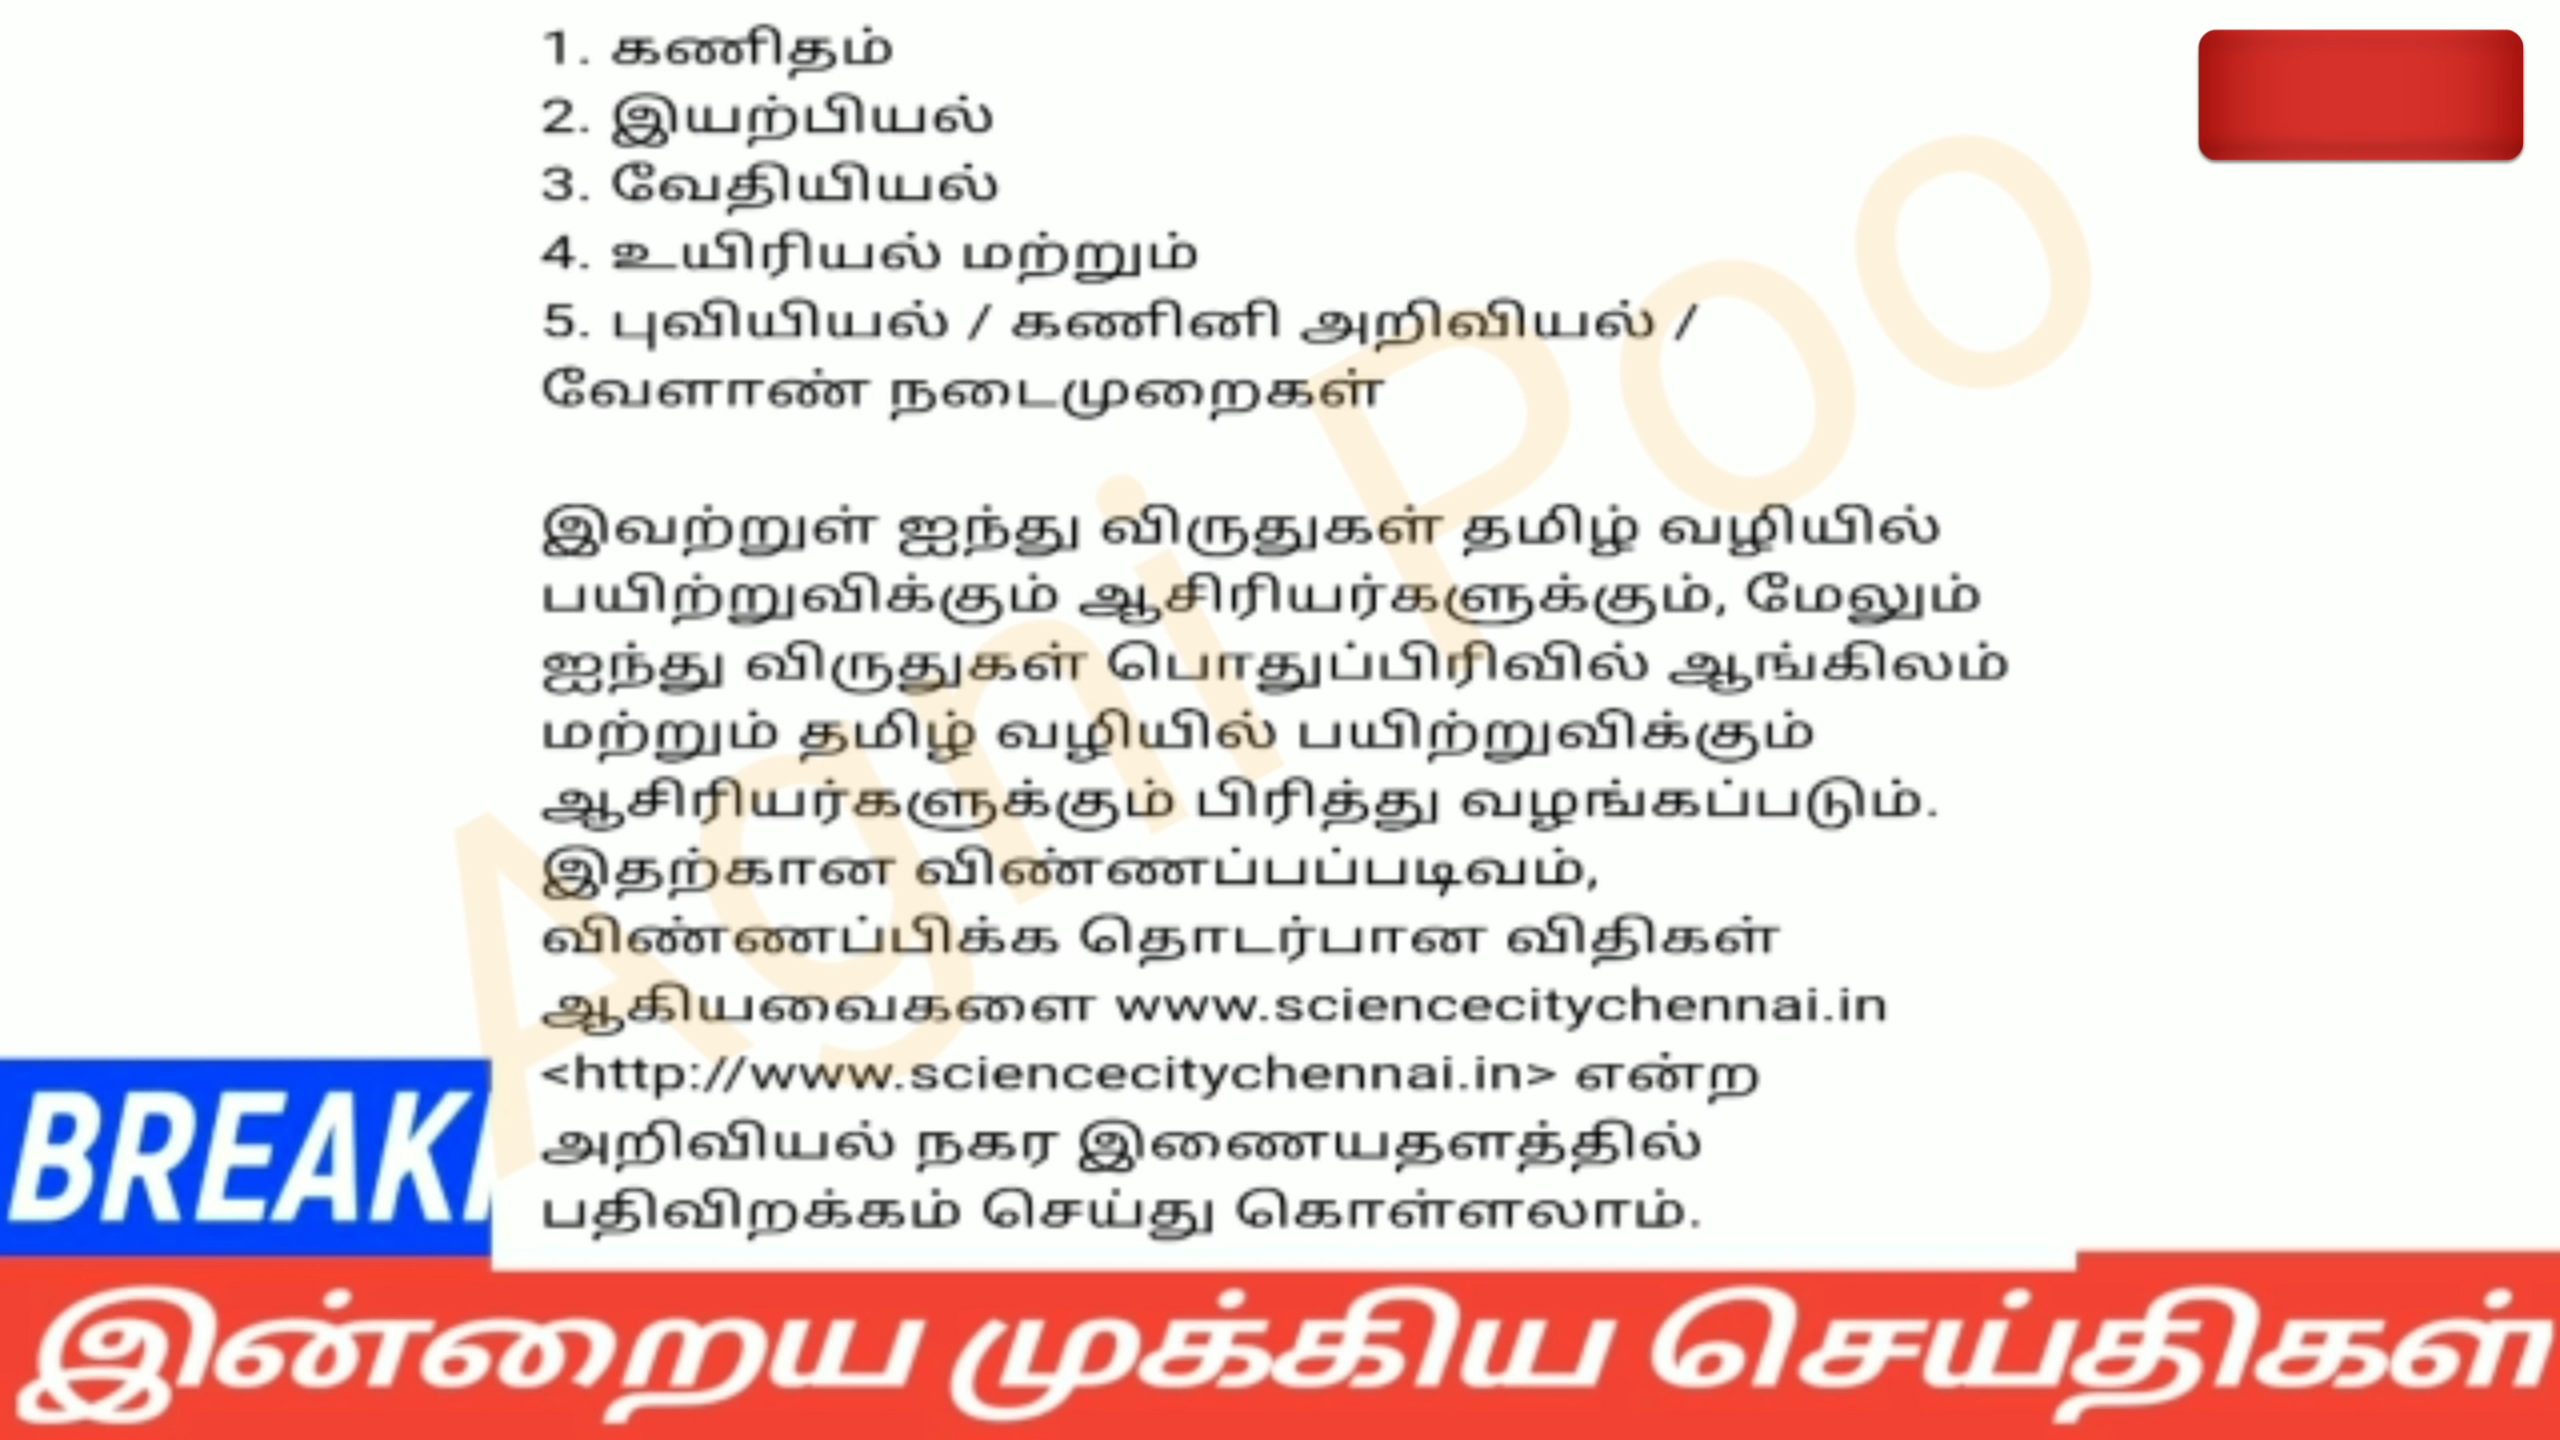 1. கணிதம்
2. இயற்பியல்
3. வேதியியல்
4. உயிரியல் மற்றும்
5. புவியியல் / கணினி அறிவியல் /
வேளாண் நடைமுறைகள்
இவற்றுள் ஐந்து விருதுகள் தமிழ் வழியில்
பயிற்றுவிக்கும் ஆசிரியர்களுக்கும், மேலும்
ஐந்து விருதுகள் பொதுப்பிரிவில் ஆங்கிலம்
மற்றும் தமிழ் வழியில் பயிற்றுவிக்கும்
ஆசிரியர்களுக்கும் பிரித்து வழங்கப்படும்.
இதற்கான விண்ணப்பப்படிவம்,
விண்ணப்பிக்க தொடர்பான விதிகள்
ஆகியவைகளை www.sciencecitychennai.in
<http://www.sciencecitychennai.in> என்ற
அறிவியல் நகர இணையதளத்தில்
பதிவிறக்கம் செய்து கொள்ளலாம்.
Agni Poo
BREAK
இன்றைய முக்கிய செய்திகள்